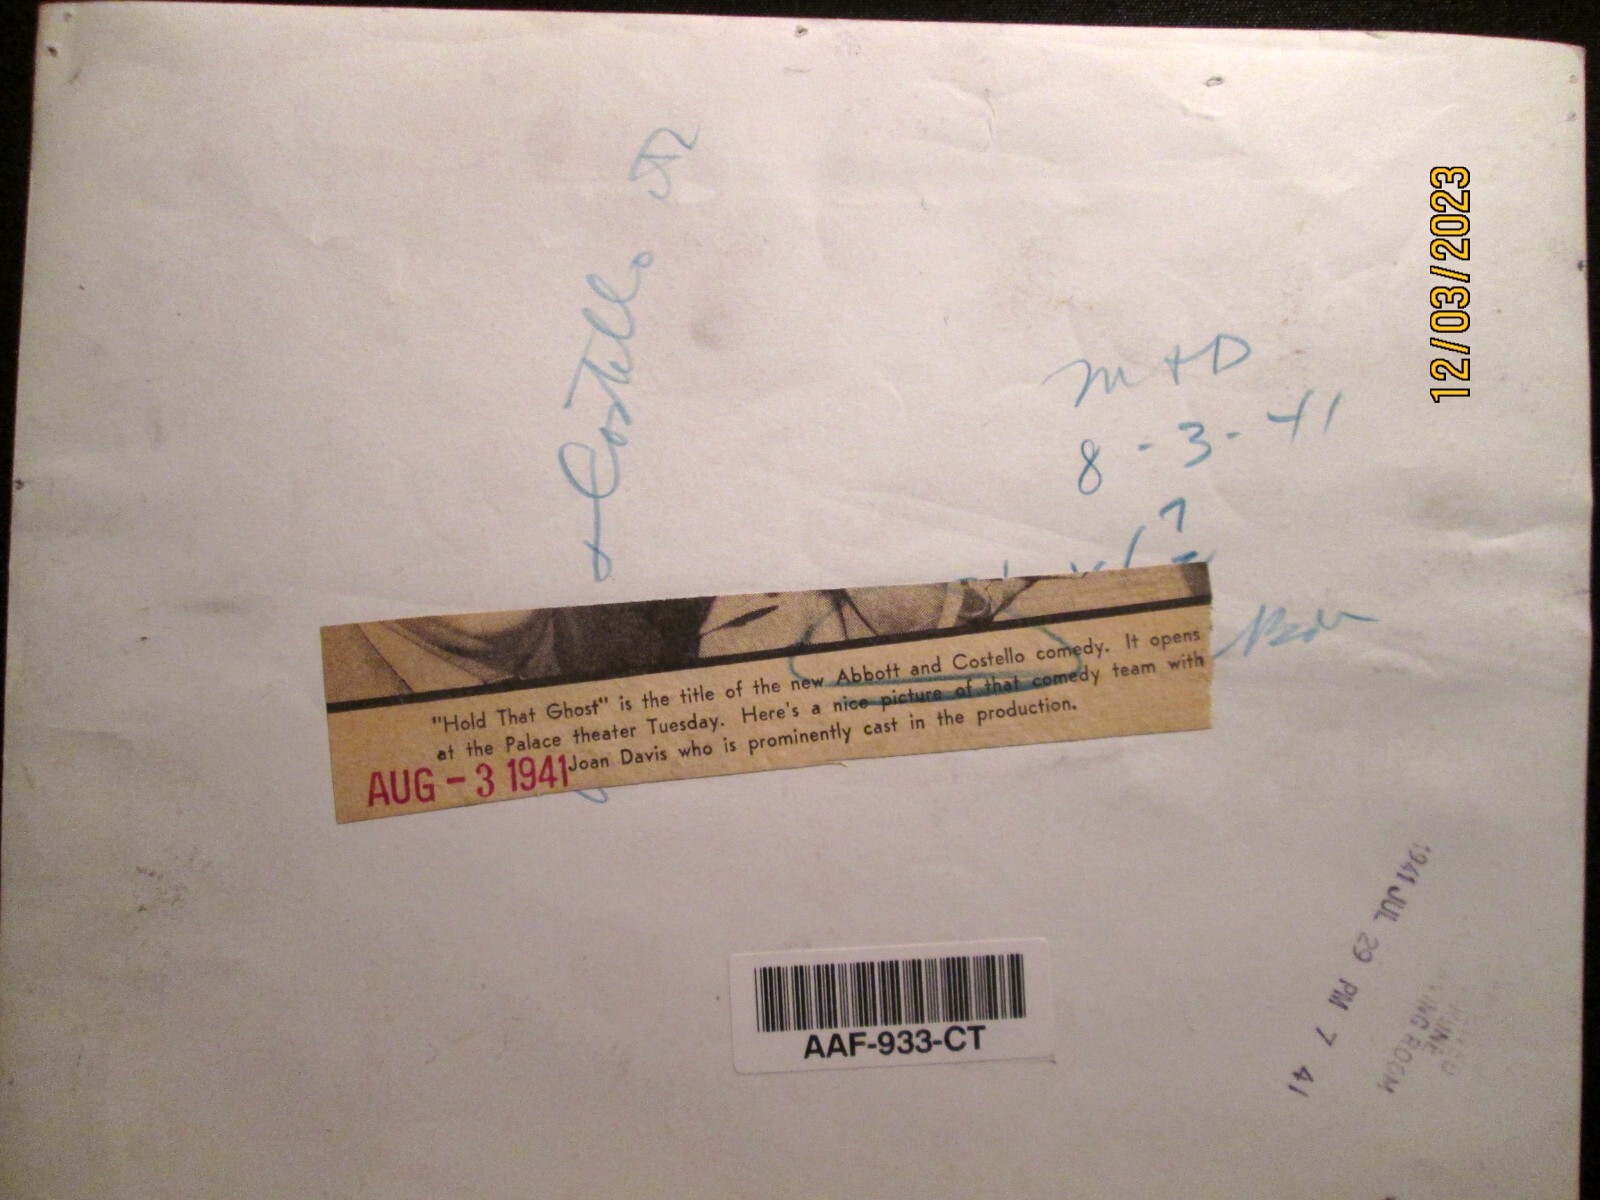 + Costello
M + D
8-3-41
"Hold That Ghost" is the title of the new Abbott and Costello comedy. It opens
at the Palace theater Tuesday. Here's a nice picture of that comedy team with
Joan Davis who is prominently cast in the production.
AUG - 3 1941
AAF-933-CT
1941 JUL 29 PM 7 41
ROOM
12/03/2023